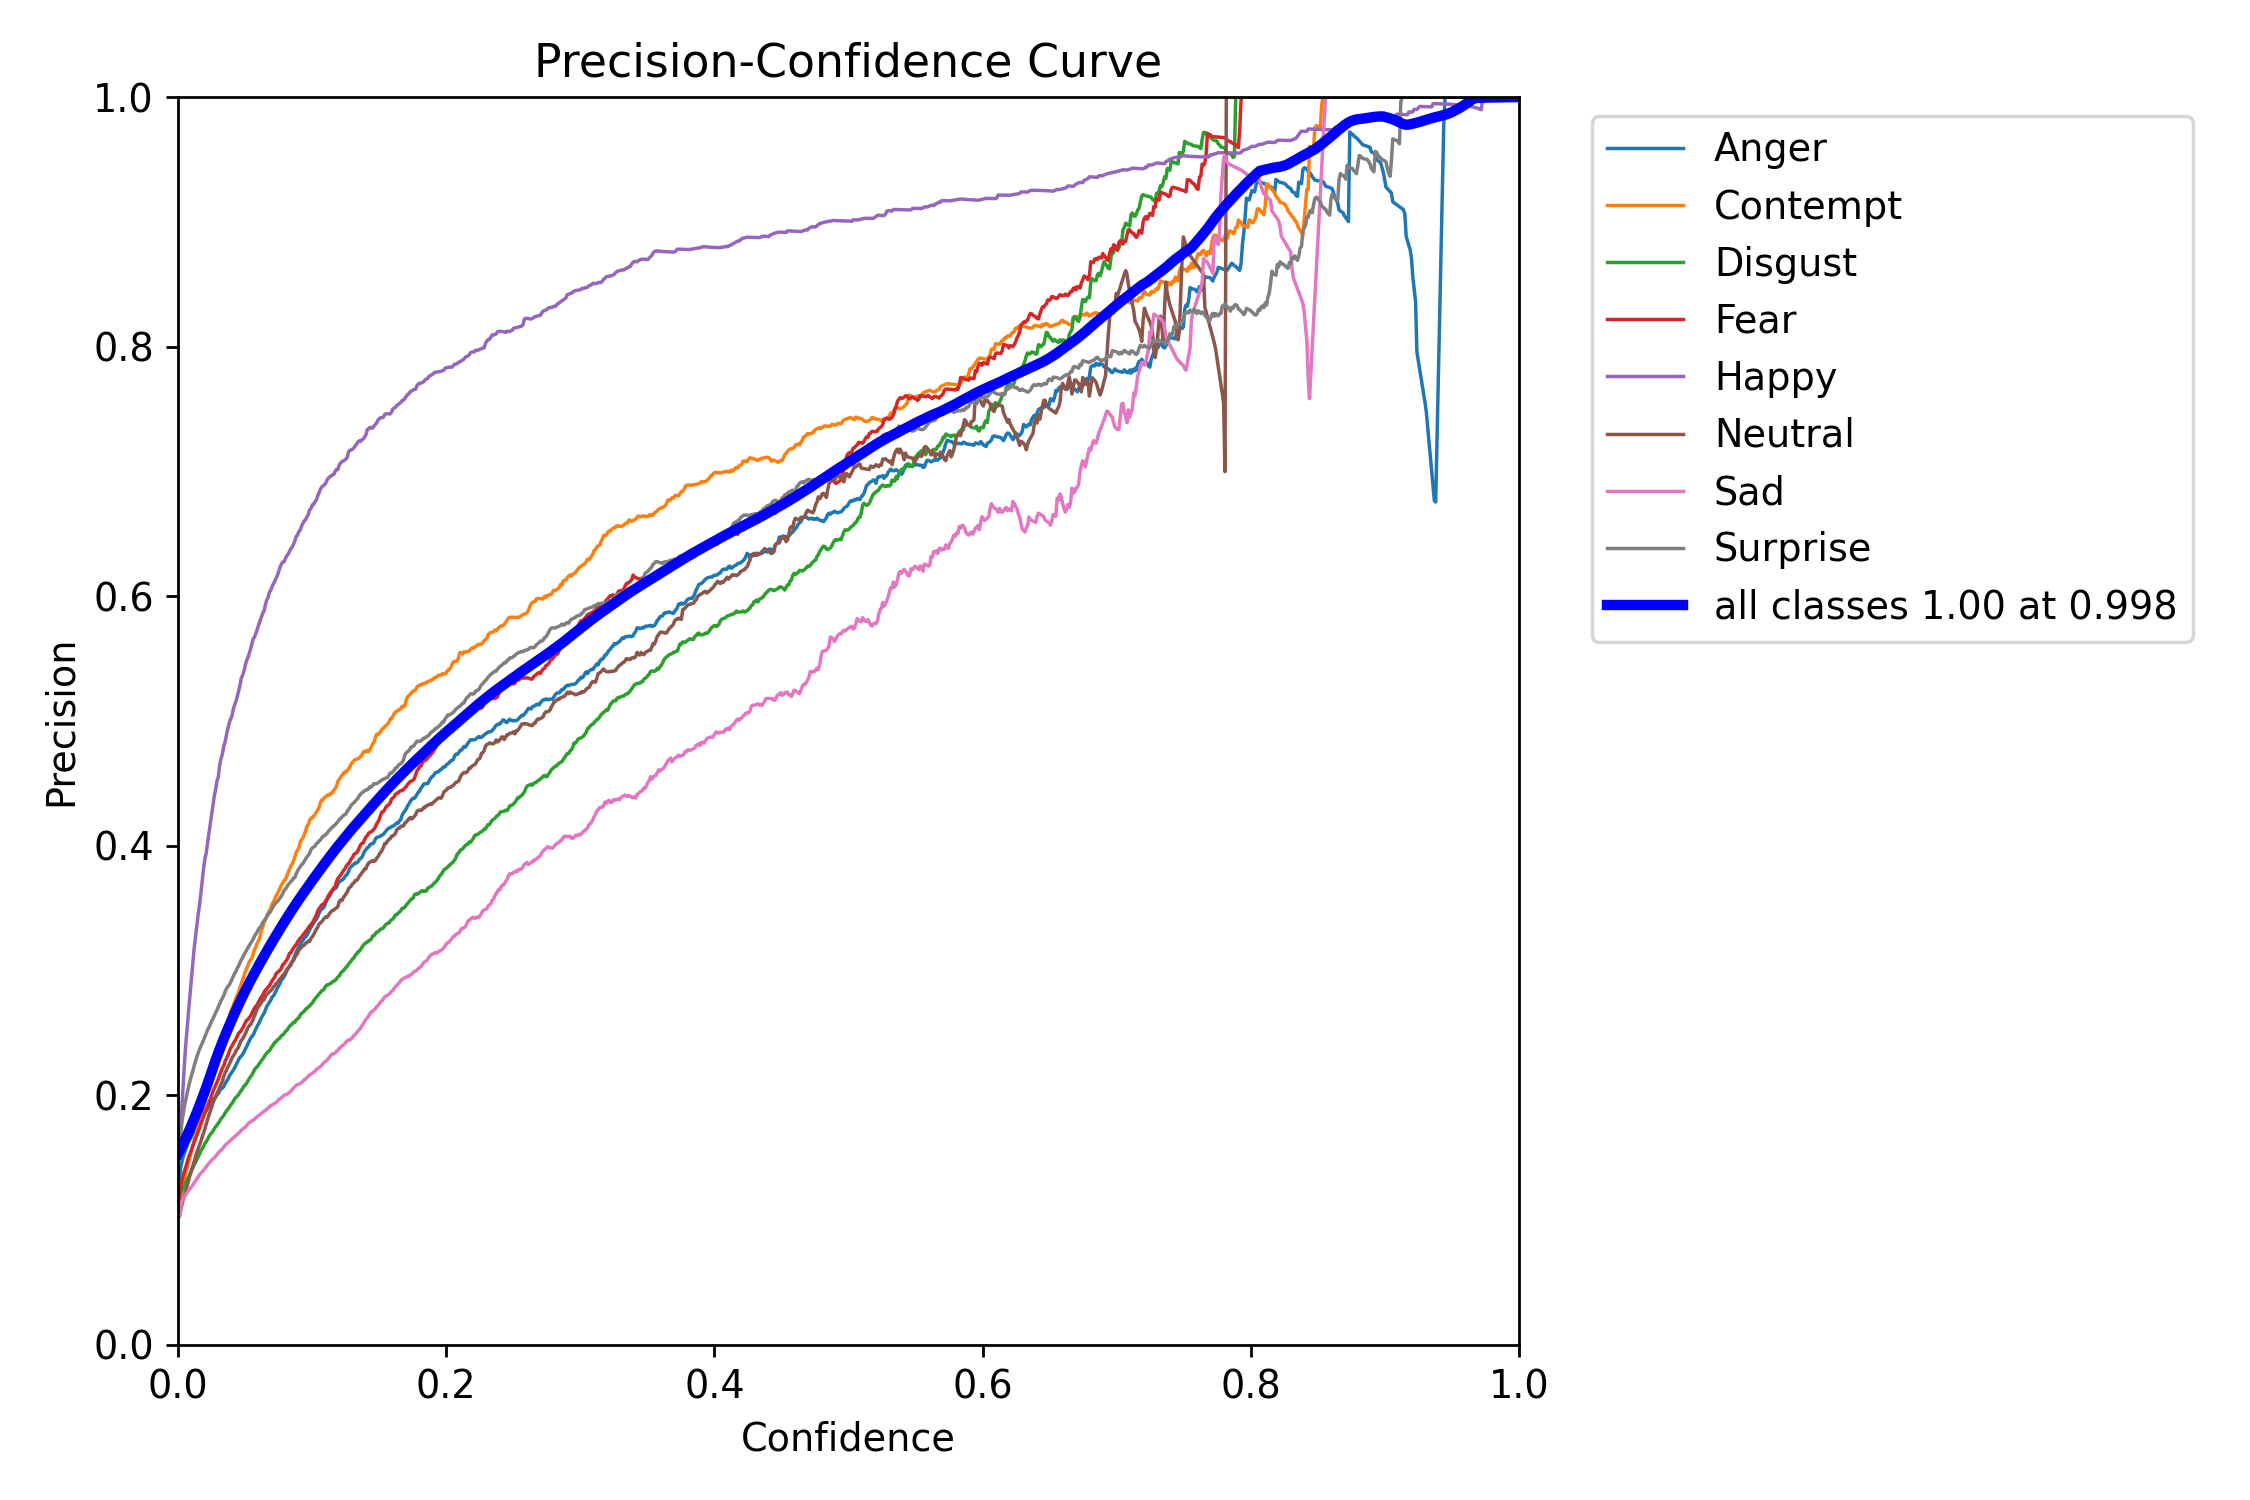 Precision-Confidence Curve
1.0
0.8
0.6
0.4
0.2
0.0
Precision
0.0 0.2 0.4 0.6 0.8 1.0
Confidence
Anger
Contempt
Disgust
Fear
Happy
Neutral
Sad
Surprise
all classes 1.00 at 0.998